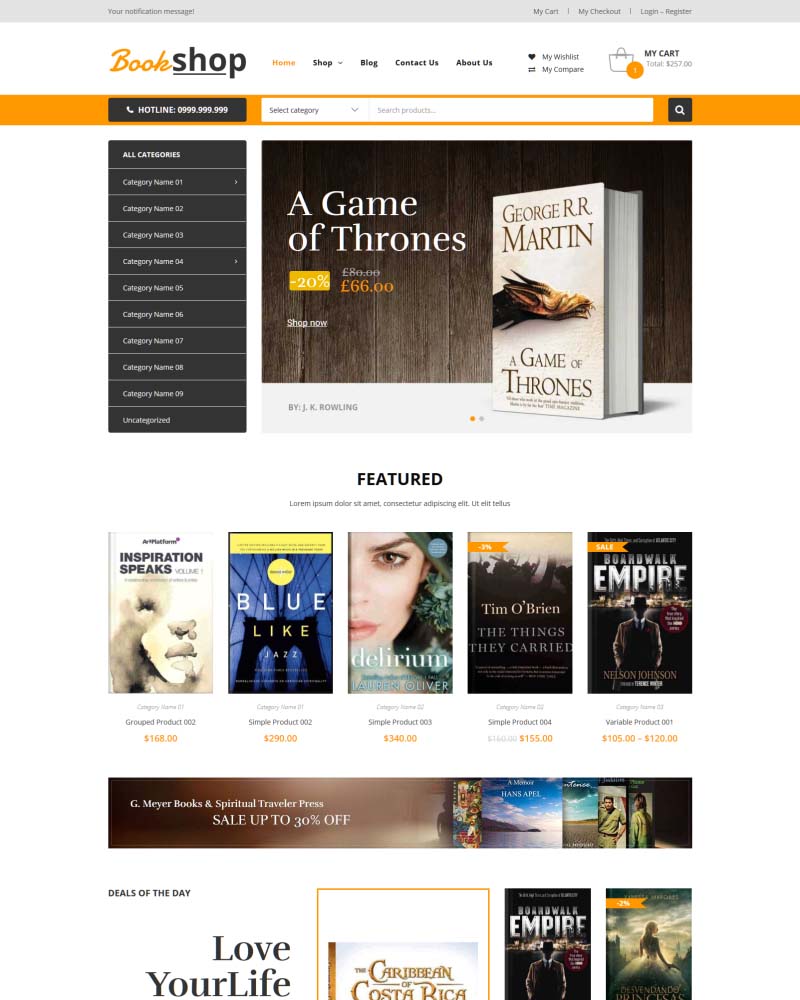 Your notification message!
My Cart
My Checkout
Login – Register
Bookshop
Home
Shop
Blog
Contact Us
About Us
My Wishlist
My Compare
1
MY CART
Total: $257.00
HOTLINE: 0999.999.999
Select category
Search products...
ALL CATEGORIES
Category Name 01
Category Name 02
Category Name 03
Category Name 04
Category Name 05
Category Name 06
Category Name 07
Category Name 08
Category Name 09
Uncategorized
A Game
of Thrones
-20%
£80.00
£66.00
Shop now
BY: J. K. ROWLING
GEORGE R.R.
MARTIN
A GAME OF
THRONES
FEATURED
Lorem ipsum dolor sit amet, consectetur adipiscing elit. Ut elit tellus
ArtPlatform
INSPIRATION
SPEAKS VOLUME 1
BLUE
LIKE
JAZZ
delirium
LAUREN OLIVER
-3%
Tim O'Brien
THE THINGS
THEY CARRIED
SALE
BOARDWALK
EMPIRE
NELSON JOHNSON
TERENCE WINTER
Category Name 01
Grouped Product 002
$168.00
Category Name 01
Simple Product 002
$290.00
Category Name 02
Simple Product 003
$340.00
Category Name 02
Simple Product 004
$160.00 $155.00
Category Name 03
Variable Product 001
$105.00 – $120.00
G. Meyer Books & Spiritual Traveler Press
SALE UP TO 30% OFF
A Memoir
HANS APEL
DEALS OF THE DAY
Love
YourLife
THE CARIBBEAN
OF
COSTA RICA
BOARDWALK
EMPIRE
-2%
DESVENDANDO
PRINCESAS